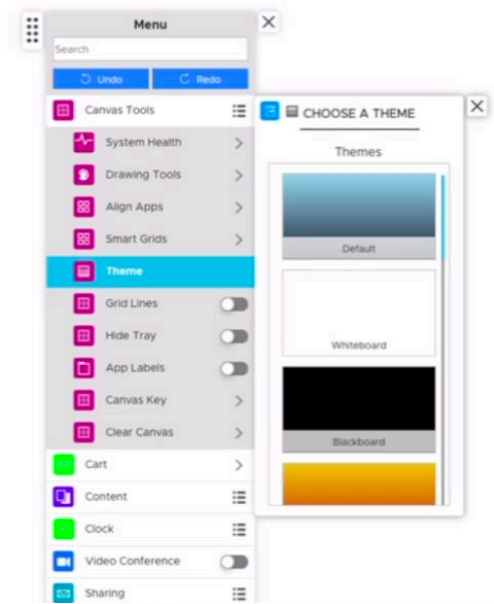 Menu
Search
Undo Redo
Canvas Tools
System Health
Drawing Tools
Align Apps
Smart Grids
Theme
Grid Lines
Hide Tray
App Labels
Canvas Key
Clear Canvas
Cart
Content
Clock
Video Conference
Sharing
CHOOSE A THEME
Themes
Default
Whiteboard
Blackboard